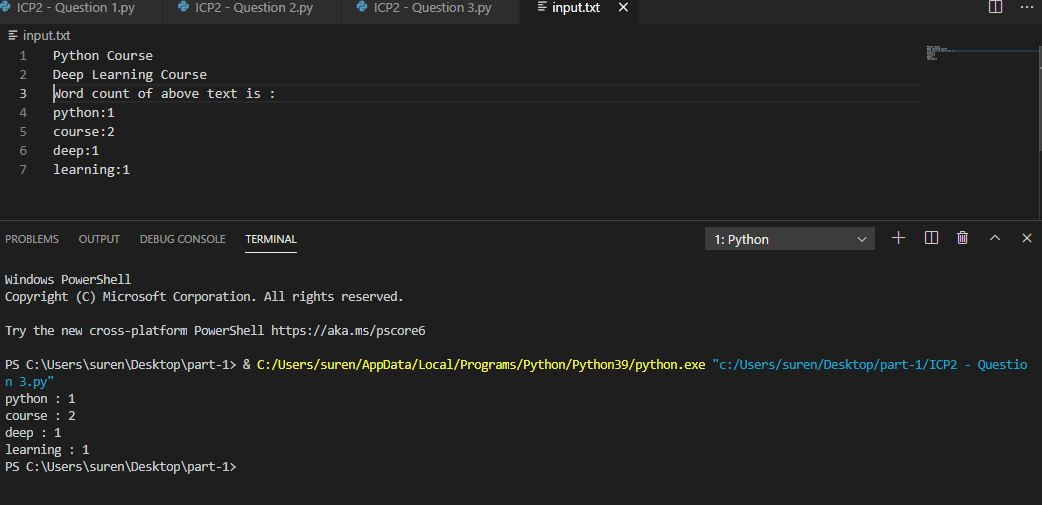 ICP2 - Question 1.py ICP2 - Question 2.py ICP2 - Question 3.py input.txt
input.txt
1 Python Course
2 Deep Learning Course
3 Word count of above text is :
4 python:1
5 course:2
6 deep:1
7 learning:1
PROBLEMS OUTPUT DEBUG CONSOLE TERMINAL 1: Python
Windows PowerShell
Copyright (C) Microsoft Corporation. All rights reserved.
Try the new cross-platform PowerShell https://aka.ms/pscore6
PS C:\Users\suren\Desktop\part-1> & C:/Users/suren/AppData/Local/Programs/Python/Python39/python.exe "c:/Users/suren/Desktop/part-1/ICP2 - Questio
n 3.py"
python : 1
course : 2
deep : 1
learning : 1
PS C:\Users\suren\Desktop\part-1>